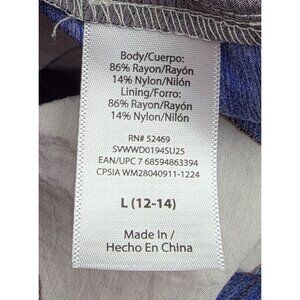 Body/Cuerpo:
86% Rayon/Rayón
14% Nylon/Nilón
Lining/Forro:
86% Rayon/Rayón
14% Nylon/Nilón
RN# 52469
SVWWD0194SU25
EAN/UPC 7 68594863394
CPSIA WM28040911-1224
L (12-14)
Made In /
Hecho En China